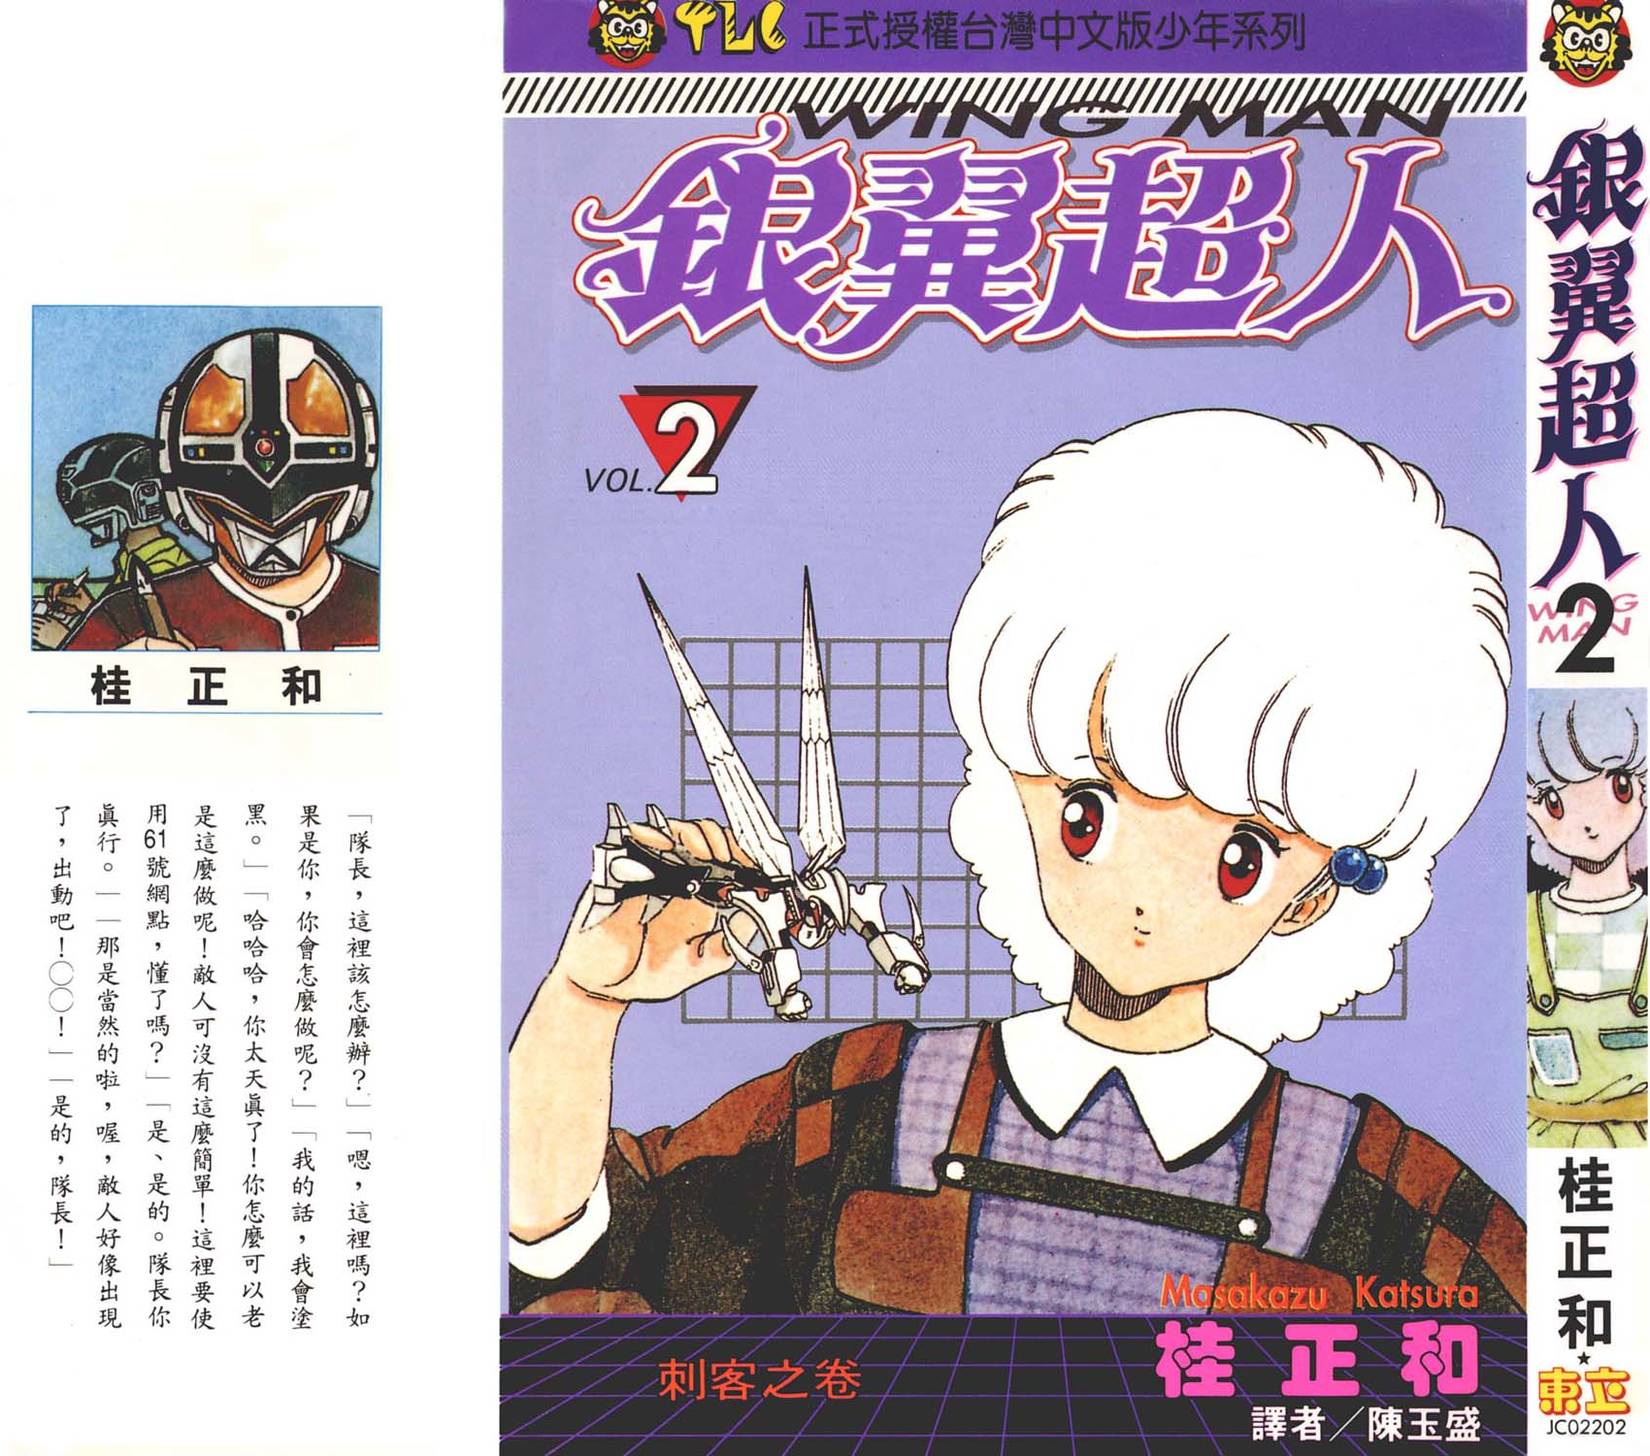 桂正和
「隊長，這裡該怎麼辦？」「嗯，這裡嗎？如
果是你，你會怎麼做呢？」「我的話，我會塗
黑。」「哈哈哈，你太天眞了！你怎麼可以老
是這麼做呢！敵人可沒有這麼簡單！這裡要使
用61號網點，懂了嗎？」「是、是的。隊長你
眞行。——那是當然的啦，喔，敵人好像出現
了，出動吧！○○！」—是的，隊長！」
TLC 正式授權台灣中文版少年系列
WING MAN
銀翼超人
VOL.2
Masakazu Katsura
桂正和
刺客之卷
譯者／陳玉盛
銀翼超人
WING MAN
2
桂正和
★
東立
JC02202